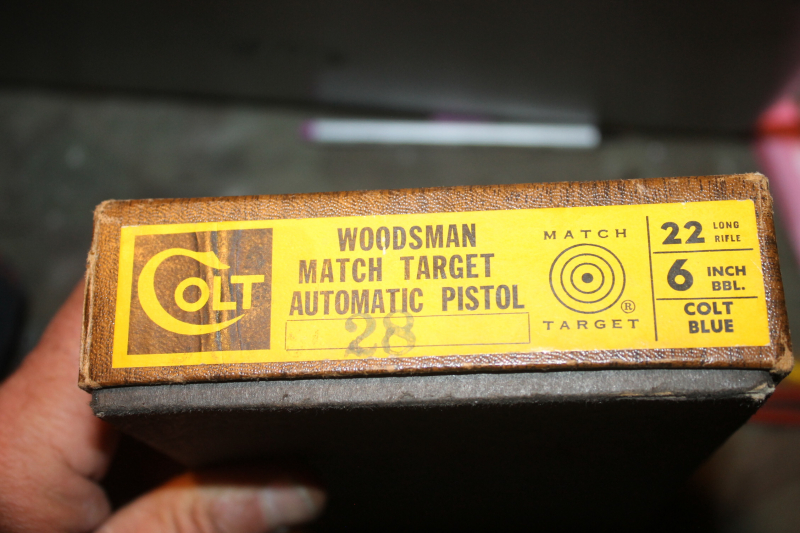 COLT
WOODSMAN
MATCH TARGET
AUTOMATIC PISTOL
28
MATCH
®
TARGET
22 LONG RIFLE
6 INCH BBL.
COLT
BLUE